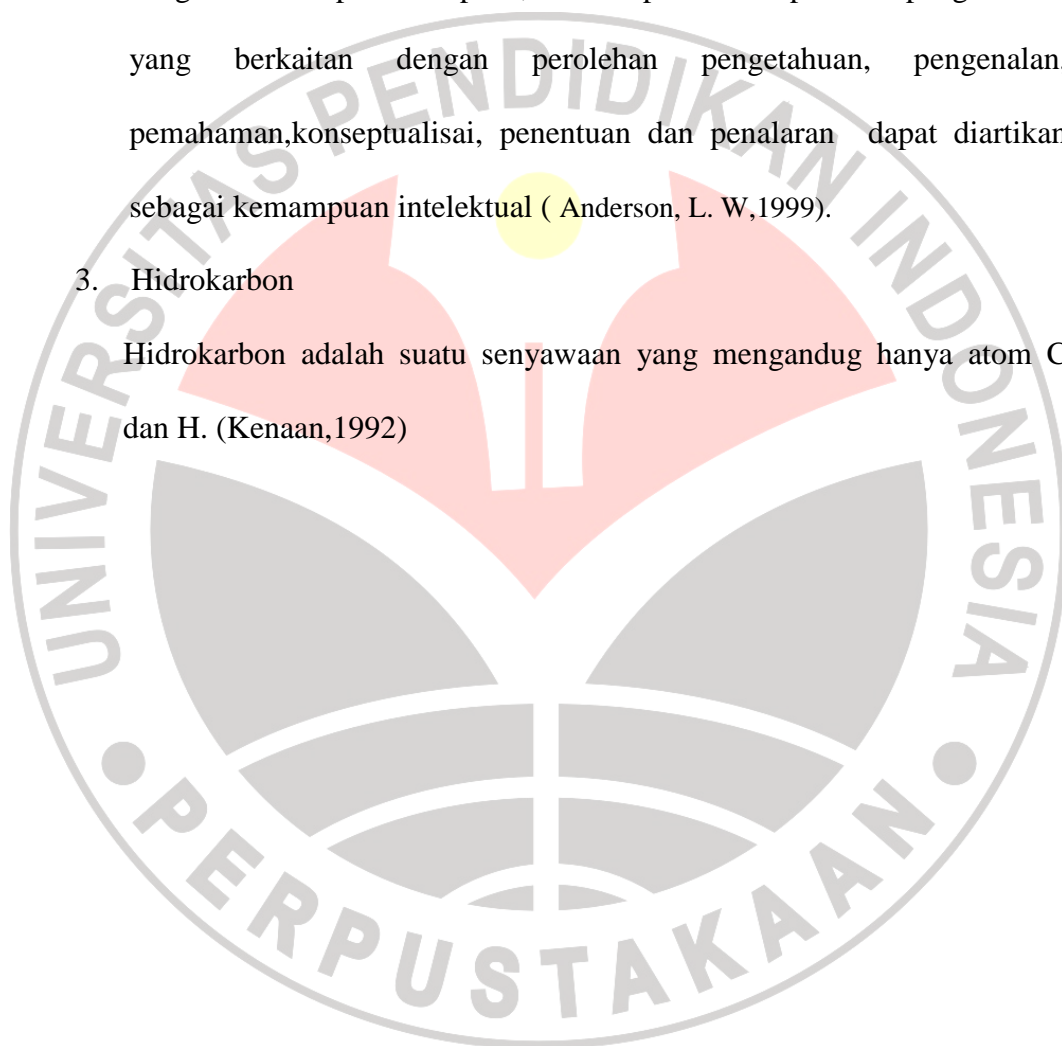 yang berkaitan dengan perolehan pengetahuan, pengenalan,
pemahaman,konseptualisai, penentuan dan penalaran dapat diartikan
sebagai kemampuan intelektual ( Anderson, L. W,1999).
3. Hidrokarbon
Hidrokarbon adalah suatu senyawaan yang mengandug hanya atom C
dan H. (Kenaan,1992)
UNIVERSITAS PENDIDIKAN INDONESIA
PERPUSTAKAAN